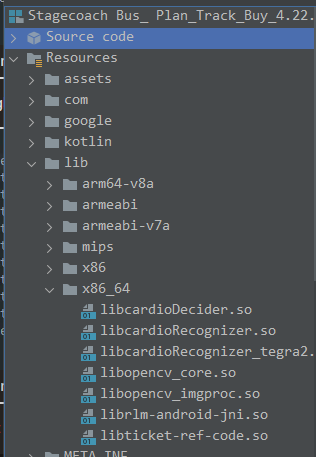 Stagecoach Bus_ Plan_Track_Buy_4.22.
Source code
Resources
assets
com
google
kotlin
lib
arm64-v8a
armeabi
armeabi-v7a
mips
x86
x86_64
libcardioDecider.so
libcardioRecognizer.so
libcardioRecognizer_tegra2.
libopencv_core.so
libopencv_imgproc.so
librlm-android-jni.so
libticket-ref-code.so
META-INF